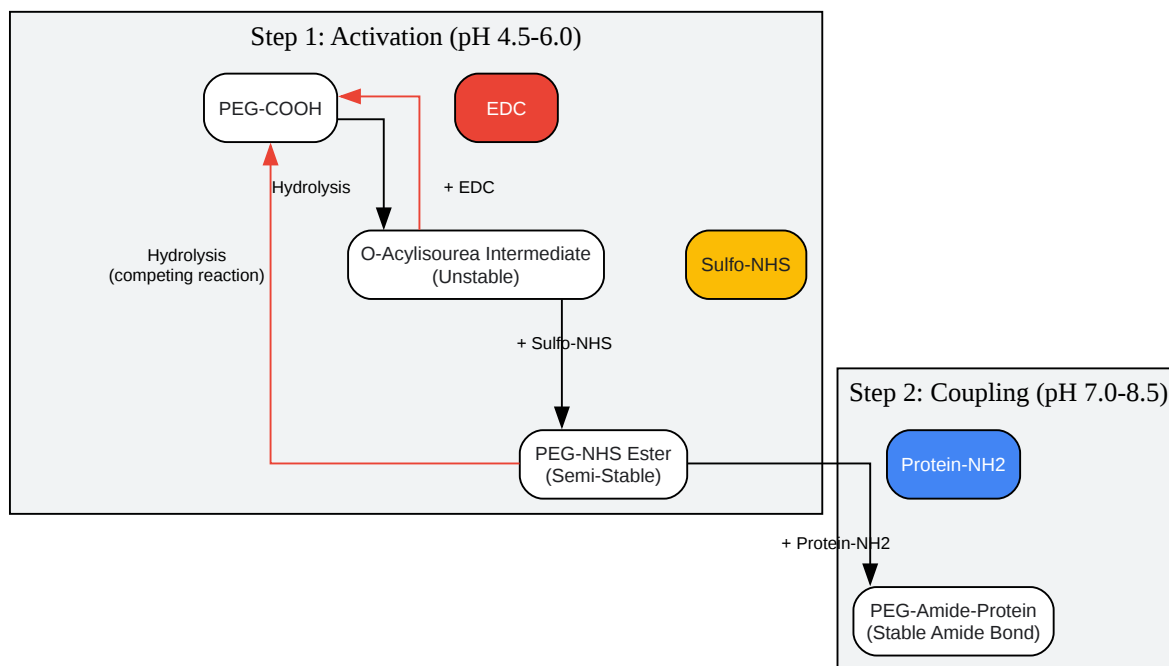 Step 1: Activation (pH 4.5-6.0)
PEG-COOH
EDC
Hydrolysis
+ EDC
Hydrolysis
(competing reaction)
O-Acylisourea Intermediate
(Unstable)
Sulfo-NHS
+ Sulfo-NHS
Step 2: Coupling (pH 7.0-8.5)
PEG-NHS Ester
(Semi-Stable)
Protein-NH2
+ Protein-NH2
PEG-Amide-Protein
(Stable Amide Bond)